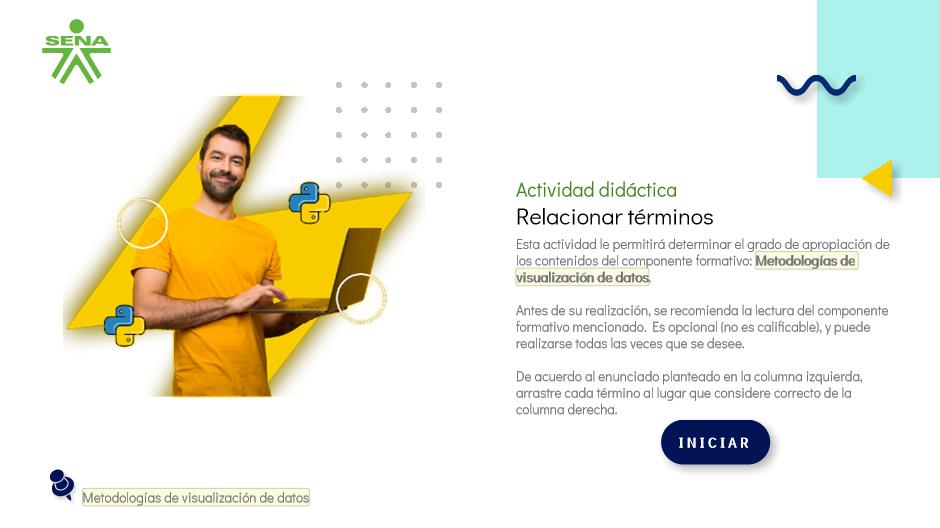 SENA
Actividad didáctica
Relacionar términos
Esta actividad le permitirá determinar el grado de apropiación de
los contenidos del componente formativo: Metodologías de
visualización de datos.
Antes de su realización, se recomienda la lectura del componente
formativo mencionado. Es opcional (no es calificable), y puede
realizarse todas las veces que se desee.
De acuerdo al enunciado planteado en la columna izquierda,
arrastre cada término al lugar que considere correcto de la
columna derecha.
INICIAR
Metodologías de visualización de datos